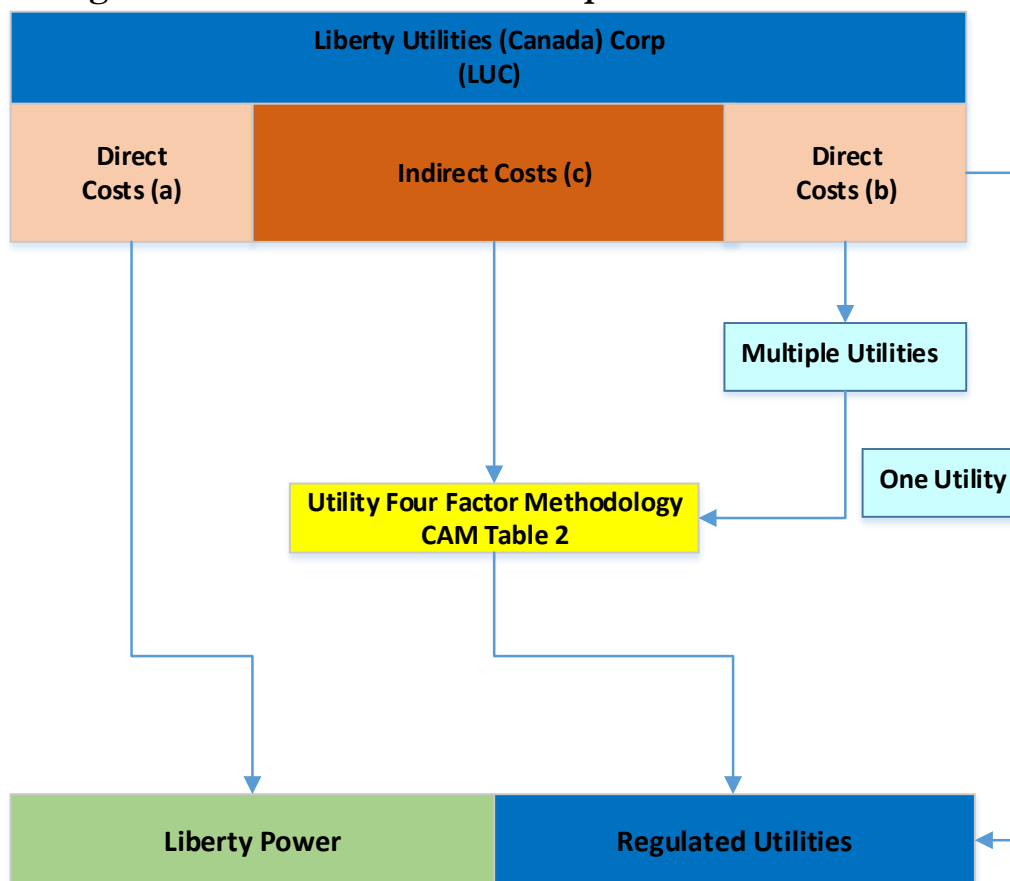 Liberty Utilities (Canada) Corp
(LUC)
Direct
Costs (a)
Indirect Costs (c)
Direct
Costs (b)
Multiple Utilities
One Utility
Utility Four Factor Methodology
CAM Table 2
Liberty Power
Regulated Utilities